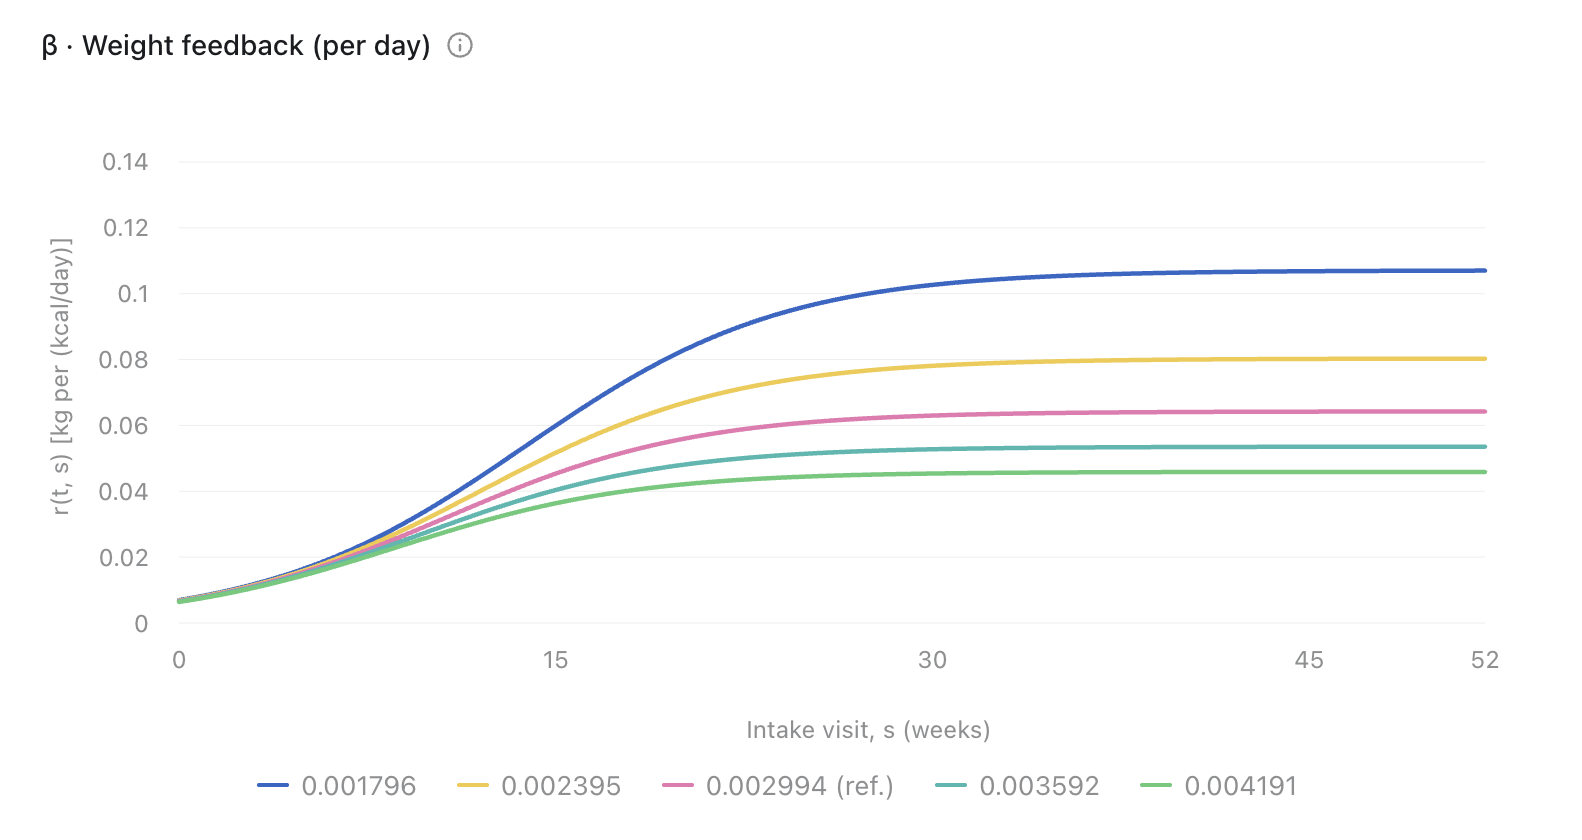 β · Weight feedback (per day)
0.14
0.12
0.1
0.08
0.06
0.04
0.02
0
r(t, s) [kg per (kcal/day)]
0 15 30 45 52
Intake visit, s (weeks)
0.001796 0.002395 0.002994 (ref.) 0.003592 0.004191